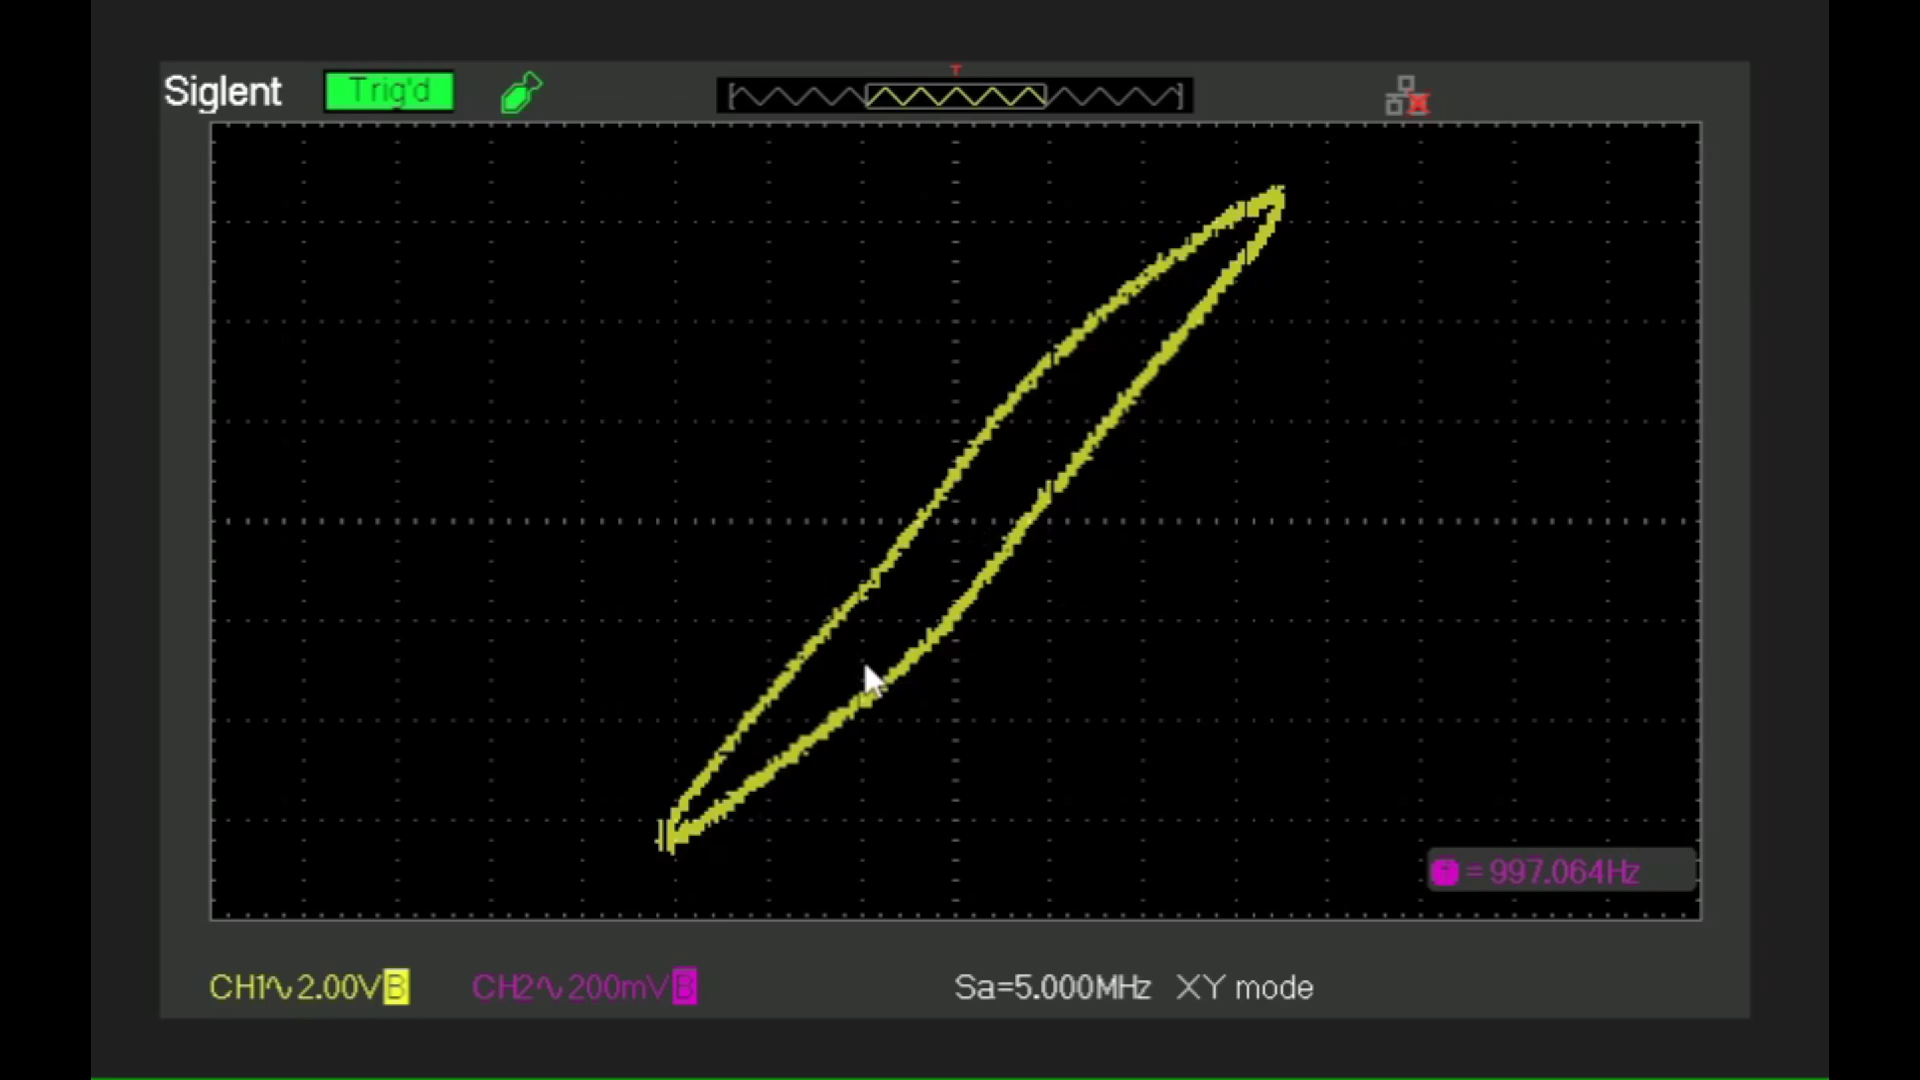 Siglent Trig'd
T
= 997.064Hz
CH1 2.00V B CH2 200mV B Sa=5.000MHz XY mode